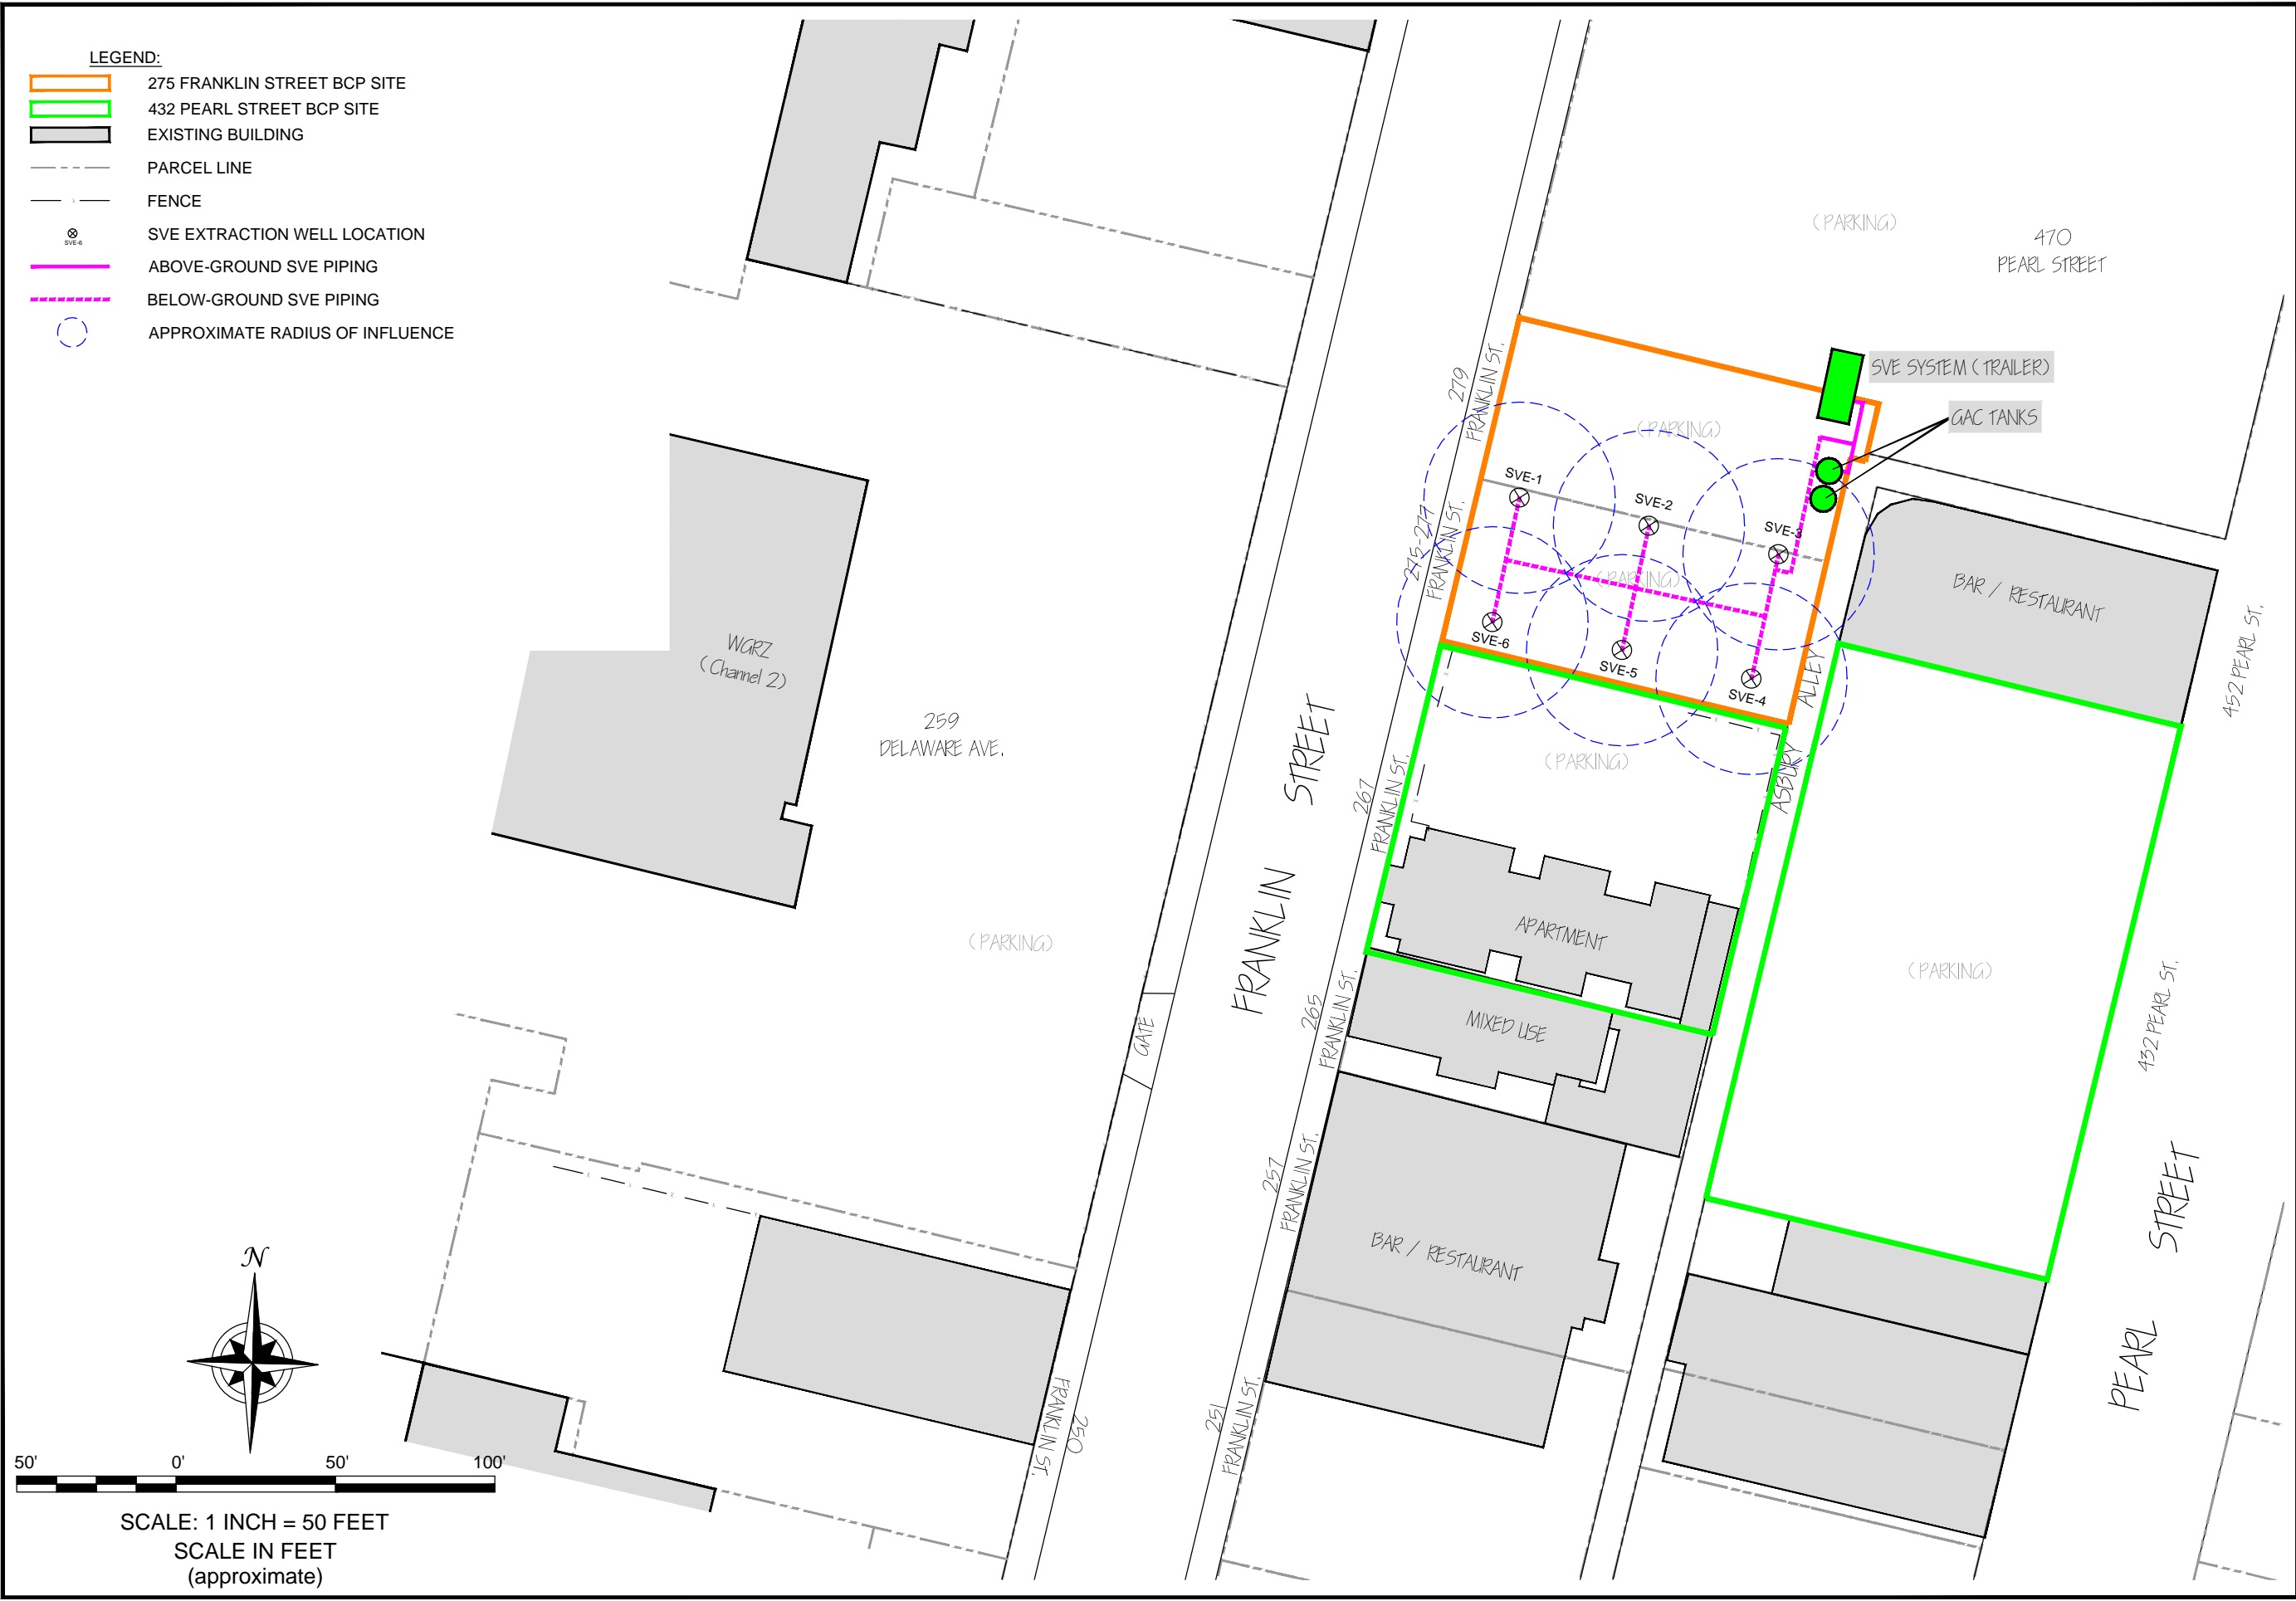 LEGEND:
275 FRANKLIN STREET BCP SITE
432 PEARL STREET BCP SITE
EXISTING BUILDING
PARCEL LINE
FENCE
SVE-6
SVE EXTRACTION WELL LOCATION
ABOVE-GROUND SVE PIPING
BELOW-GROUND SVE PIPING
APPROXIMATE RADIUS OF INFLUENCE
(PARKING)
470
PEARL STREET
SVE SYSTEM (TRAILER)
GAC TANKS
279
FRANKLIN ST.
(PARKING)
SVE-1
SVE-2
SVE-3
275-277
FRANKLIN ST.
(PARKING)
SVE-6
SVE-5
SVE-4
BAR / RESTAURANT
452 PEARL ST.
ASBURY ALLEY
WGRZ
(Channel 2)
259
DELAWARE AVE.
(PARKING)
FRANKLIN STREET
267
FRANKLIN ST.
(PARKING)
APARTMENT
(PARKING)
432 PEARL ST.
265
FRANKLIN ST.
MIXED USE
GATE
257
FRANKLIN ST.
BAR / RESTAURANT
PEARL STREET
250
FRANKLIN ST.
251
FRANKLIN ST.
N
50' 0' 50' 100'
SCALE: 1 INCH = 50 FEET
SCALE IN FEET
(approximate)